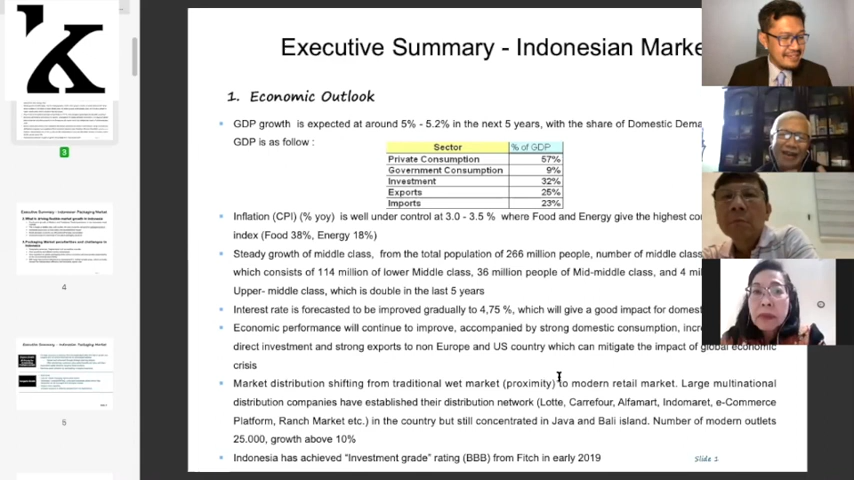 Executive Summary - Indonesian Marke
1. Economic Outlook
GDP growth is expected at around 5% - 5.2% in the next 5 years, with the share of Domestic Dema
GDP is as follow :
Sector % of GDP
Private Consumption 57%
Government Consumption 9%
Investment 32%
Exports 25%
Imports 23%
Inflation (CPI) (% yoy) is well under control at 3.0 - 3.5 % where Food and Energy give the highest co
index (Food 38%, Energy 18%)
Steady growth of middle class, from the total population of 266 million people, number of middle class
which consists of 114 million of lower Middle class, 36 million people of Mid-middle class, and 4 mi
Upper- middle class, which is double in the last 5 years
Interest rate is forecasted to be improved gradually to 4,75 %, which will give a good impact for domest
Economic performance will continue to improve, accompanied by strong domestic consumption, incr
direct investment and strong exports to non Europe and US country which can mitigate the impact of global economic
crisis
Market distribution shifting from traditional wet market (proximity) to modern retail market. Large multinational
distribution companies have established their distribution network (Lotte, Carrefour, Alfamart, Indomaret, e-Commerce
Platform, Ranch Market etc.) in the country but still concentrated in Java and Bali island. Number of modern outlets
25.000, growth above 10%
Indonesia has achieved “Investment grade” rating (BBB) from Fitch in early 2019
Slide 1
k
3
Executive Summary - Indonesian Packaging Market
4
5